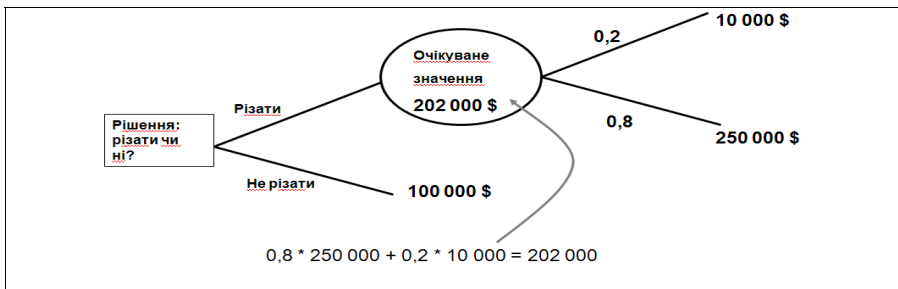 10 000 $
0,2
Очікуване
значення
202 000 $
Різати
0,8
Рішення:
різати чи
ні?
250 000 $
Не різати
100 000 $
0,8 * 250 000 + 0,2 * 10 000 = 202 000